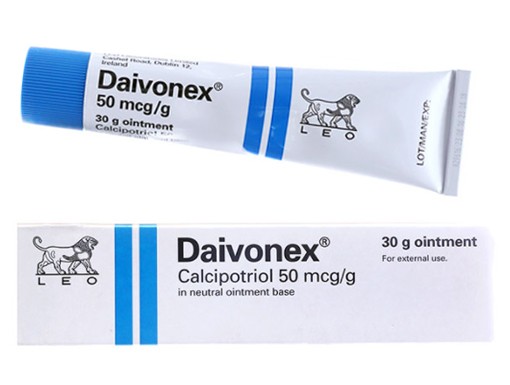 Cashel Road, Dublin 12,
Ireland
Daivonex®
50 mcg/g
30 g ointment
Calcipotriol
LEO
LOT/MAN/EXP:
LEO
Daivonex®
Calcipotriol 50 mcg/g
in neutral ointment base
30 g ointment
For external use.